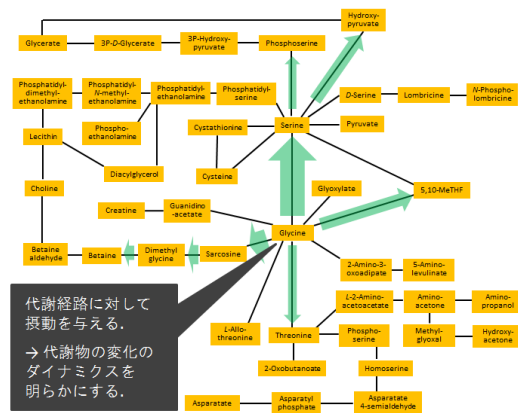 Hydroxy-
pyruvate
Glycerate
3P-D-Glycerate
3P-Hydroxy-
pyruvate
Phosphoserine
Phosphatidyl-
dimethyl-
ethanolamine
Phosphatidyl-
N-methyl-
ethanolamine
Phosphatidyl-
ethanolamine
Phosphatidyl-
serine
D-Serine
Lombricine
N-Phospho-
lombricine
Phospho-
ethanolamine
Cystathionine
Serine
Pyruvate
Lecithin
Cysteine
Diacylglycerol
Choline
Glyoxylate
5,10-MeTHF
Creatine
Guanidino
-acetate
Glycine
Betaine
aldehyde
Betaine
Dimethyl
glycine
Sarcosine
2-Amino-3-
oxoadipate
5-Amino-
levulinate
代謝経路に対して
摂動を与える.
→ 代謝物の変化の
ダイナミクスを
明らかにする.
L-2-Amino-
acetoacetate
Amino-
acetone
Amino-
propanol
L-Allo-
threonine
Threonine
Phospho-
serine
Methyl-
glyoxal
Hydroxy-
acetone
2-Oxobutanoate
Homoserine
Asparatate
Asparatyl
phosphate
Asparatate
4-semialdehyde